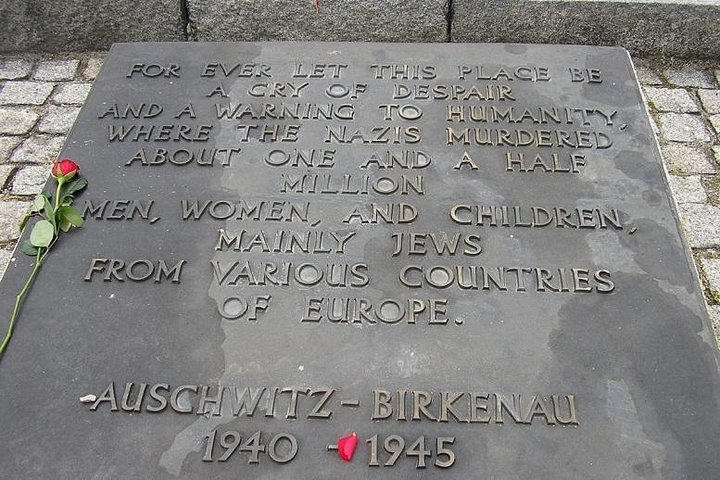 FOR EVER LET THIS PLACE BE
A CRY OF DESPAIR
AND A WARNING TO HUMANITY,
WHERE THE NAZIS MURDERED
ABOUT ONE AND A HALF
MILLION
MEN, WOMEN, AND CHILDREN,
MAINLY JEWS
FROM VARIOUS COUNTRIES
OF EUROPE.
AUSCHWITZ-BIRKENAU
1940 - 1945